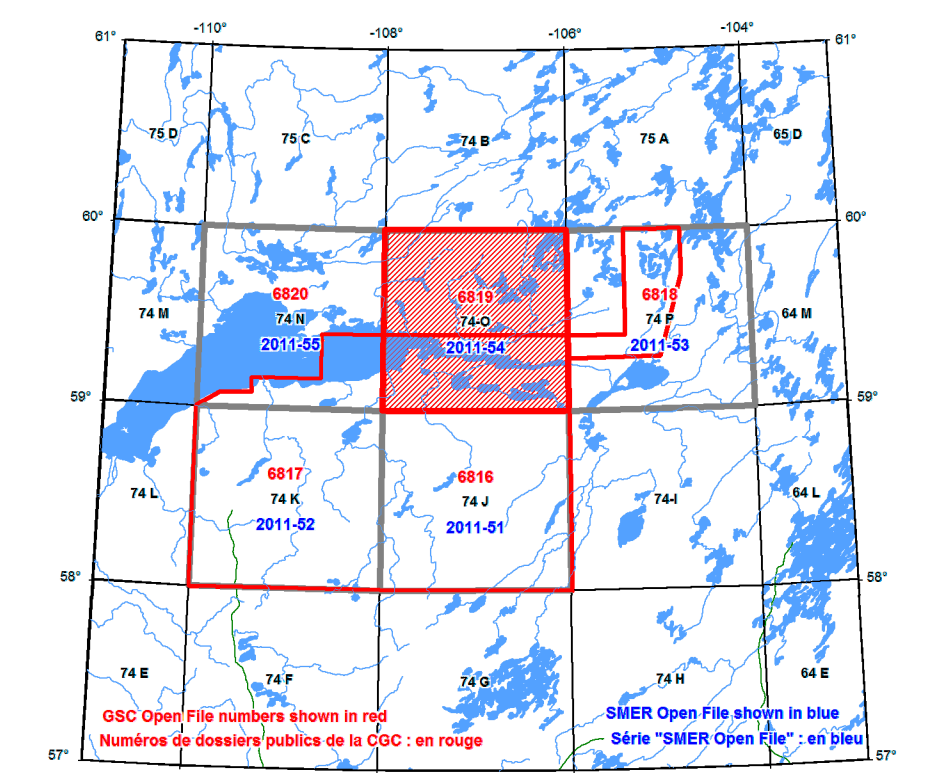 -110° -108° -106° -104°
61° 61°
75 D 75 C 74 B 75 A 65 D
60° 60°
6820 6819 6818
74 M 74 N 74-O 74 P 64 M
2011-55 2011-54 2011-53
59° 59°
6817 6816
74 L 74 K 74 J 74-I 64 L
2011-52 2011-51
58° 58°
74 E 74 F 74 G 74 H 64 E
GSC Open File numbers shown in red
Numéros de dossiers publics de la CGC : en rouge
SMER Open File shown in blue
Série "SMER Open File" : en bleu
57° 57°